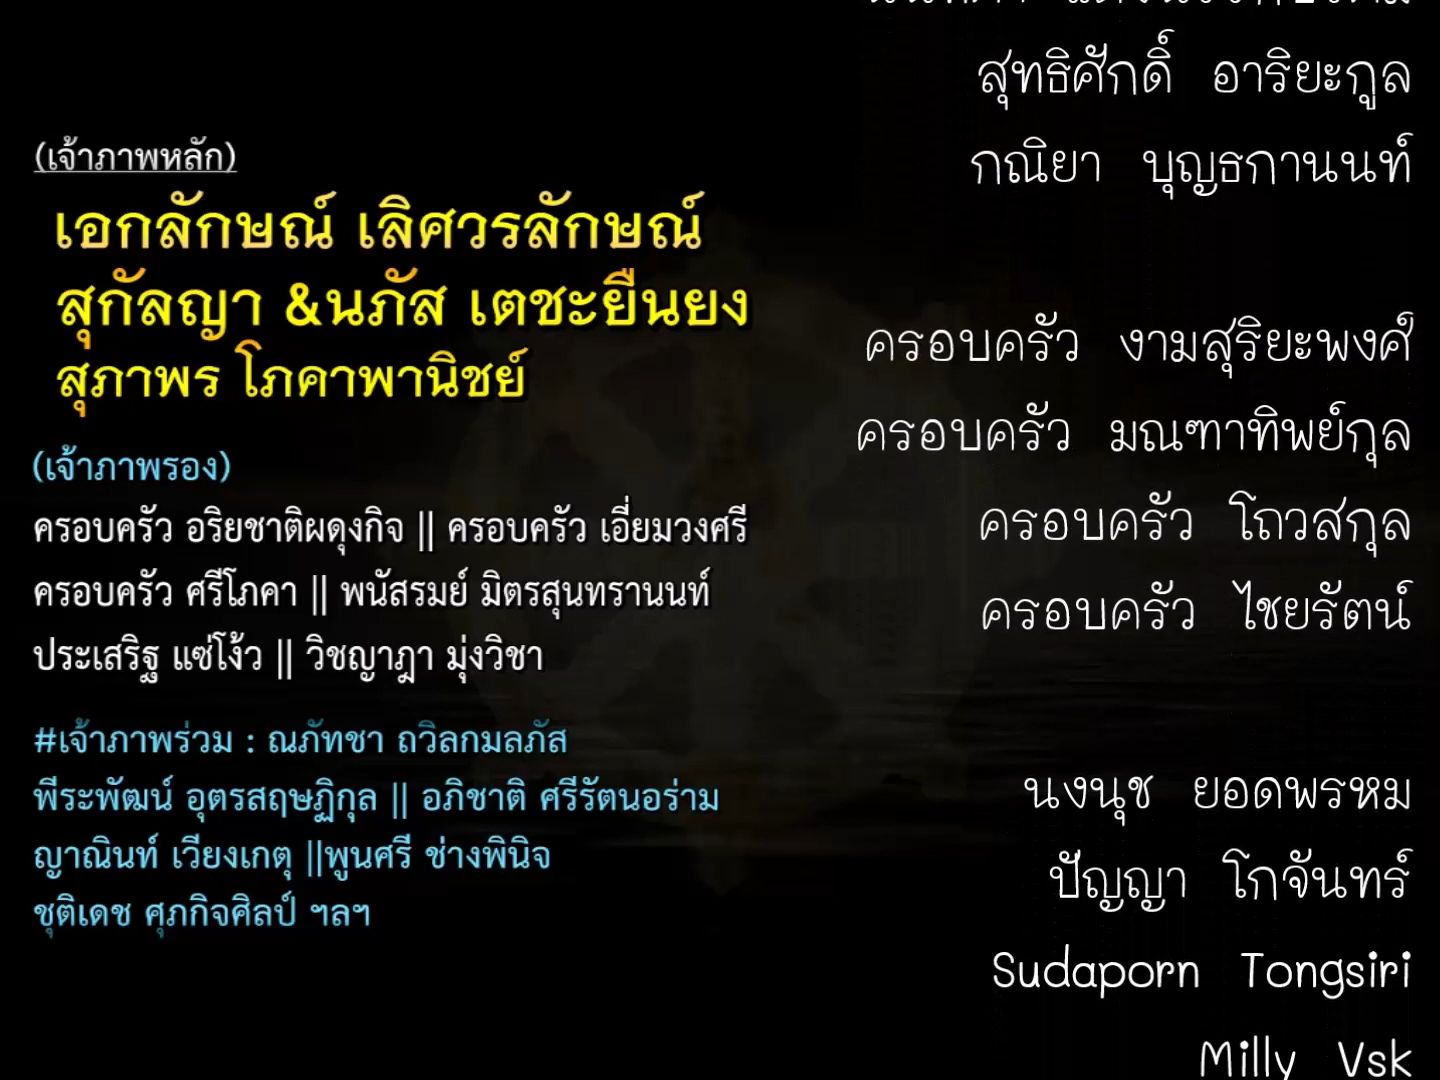 (เจ้าภาพหลัก)
เอกลักษณ์ เลิศวรลักษณ์
สุกัลญา &นภัส เตชะยืนยง
สุภาพร โภคาพานิชย์
(เจ้าภาพรอง)
ครอบครัว อริยชาติผดุงกิจ || ครอบครัว เอี่ยมวงศรี
ครอบครัว ศรีโภคา || พนัสรมย์ มิตรสุนทรานนท์
ประเสริฐ แซ่โง้ว || วิชญาฎา มุ่งวิชา
#เจ้าภาพร่วม : ณภัทชา ถวิลกมลภัส
พีระพัฒน์ อุตรสฤษฏิกุล || อภิชาติ ศรีรัตนอร่าม
ญาณินท์ เวียงเกตุ ||พูนศรี ช่างพินิจ
ชุติเดช ศุภกิจศิลป์ ฯลฯ
สุทธิศักดิ์ อาริยะกูล
กณิยา บุญธกานนท์
ครอบครัว งามสุริยะพงศ์
ครอบครัว มณฑาทิพย์กุล
ครอบครัว โถวสกุล
ครอบครัว ไชยรัตน์
นงนุช ยอดพรหม
ปัญญา โกจันทร์
Sudaporn Tongsiri
Milly Vsk